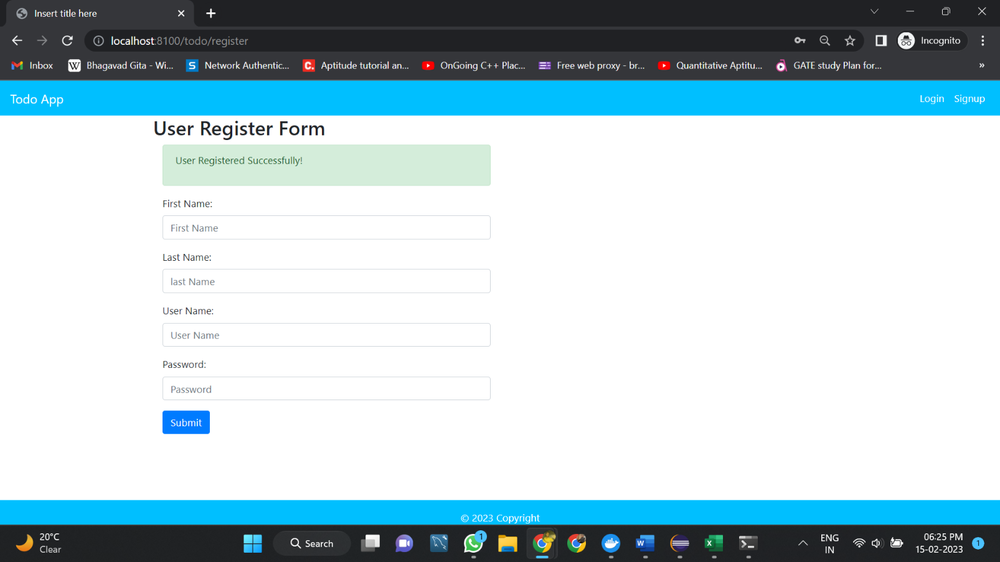 Insert title here
localhost:8100/todo/register
Incognito
Inbox
W
Bhagavad Gita - Wi...
S
Network Authentic...
C.
Aptitude tutorial an...
OnGoing C++ Plac...
Free web proxy - br...
Quantitative Aptitu...
GATE study Plan for...
»
Todo App
Login
Signup
User Register Form
User Registered Successfully!
First Name:
First Name
Last Name:
last Name
User Name:
User Name
Password:
Password
Submit
© 2023 Copyright
20°C
Clear
Search
1
W
X
ENG
IN
06:25 PM
15-02-2023
1